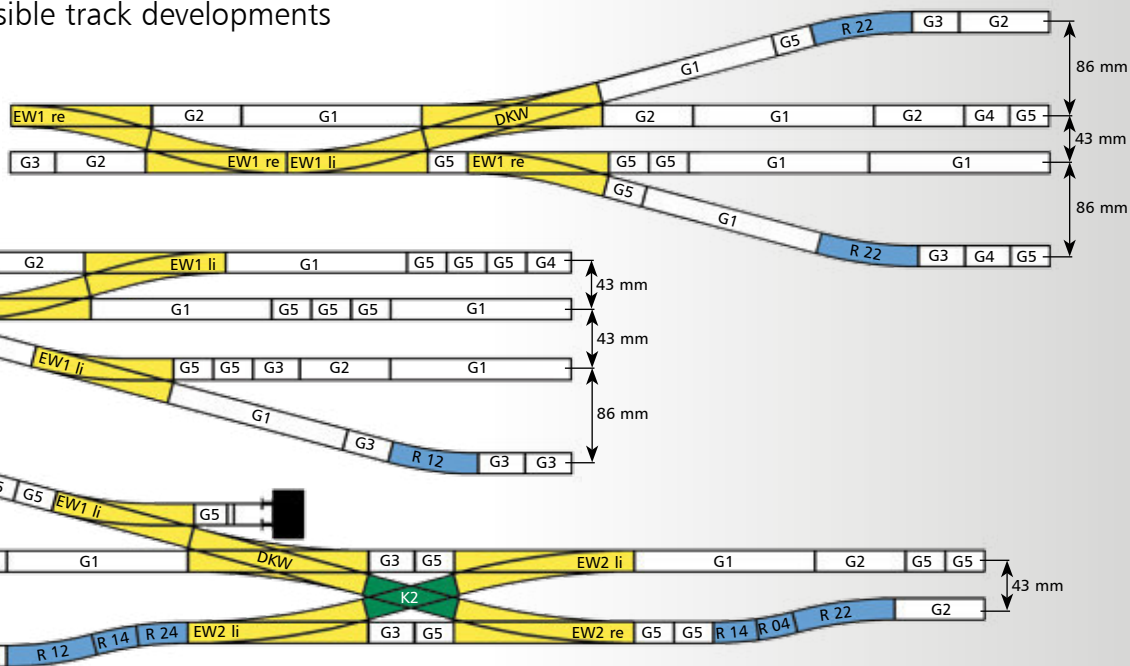 sible track developments
R 22 G3 G2
G1 G5
86 mm
EW1 re G2 G1 DKW G2 G1 G2 G4 G5
43 mm
G3 G2 EW1 re EW1 li G5 EW1 re G5 G5 G1 G1
G5 G1
86 mm
R 22 G3 G4 G5
G2 EW1 li G1 G5 G5 G5 G4
43 mm
G1 G5 G5 G5 G1
43 mm
EW1 li G5 G5 G3 G2 G1
G1
86 mm
G3 R 12 G3 G3
5 G5 EW1 li G5
G1 DKW G3 G5 EW2 li G1 G2 G5 G5
43 mm
K2
R 12 R 14 R 24 EW2 li G3 G5 EW2 re G5 G5 R 14 R 04 R 22 G2